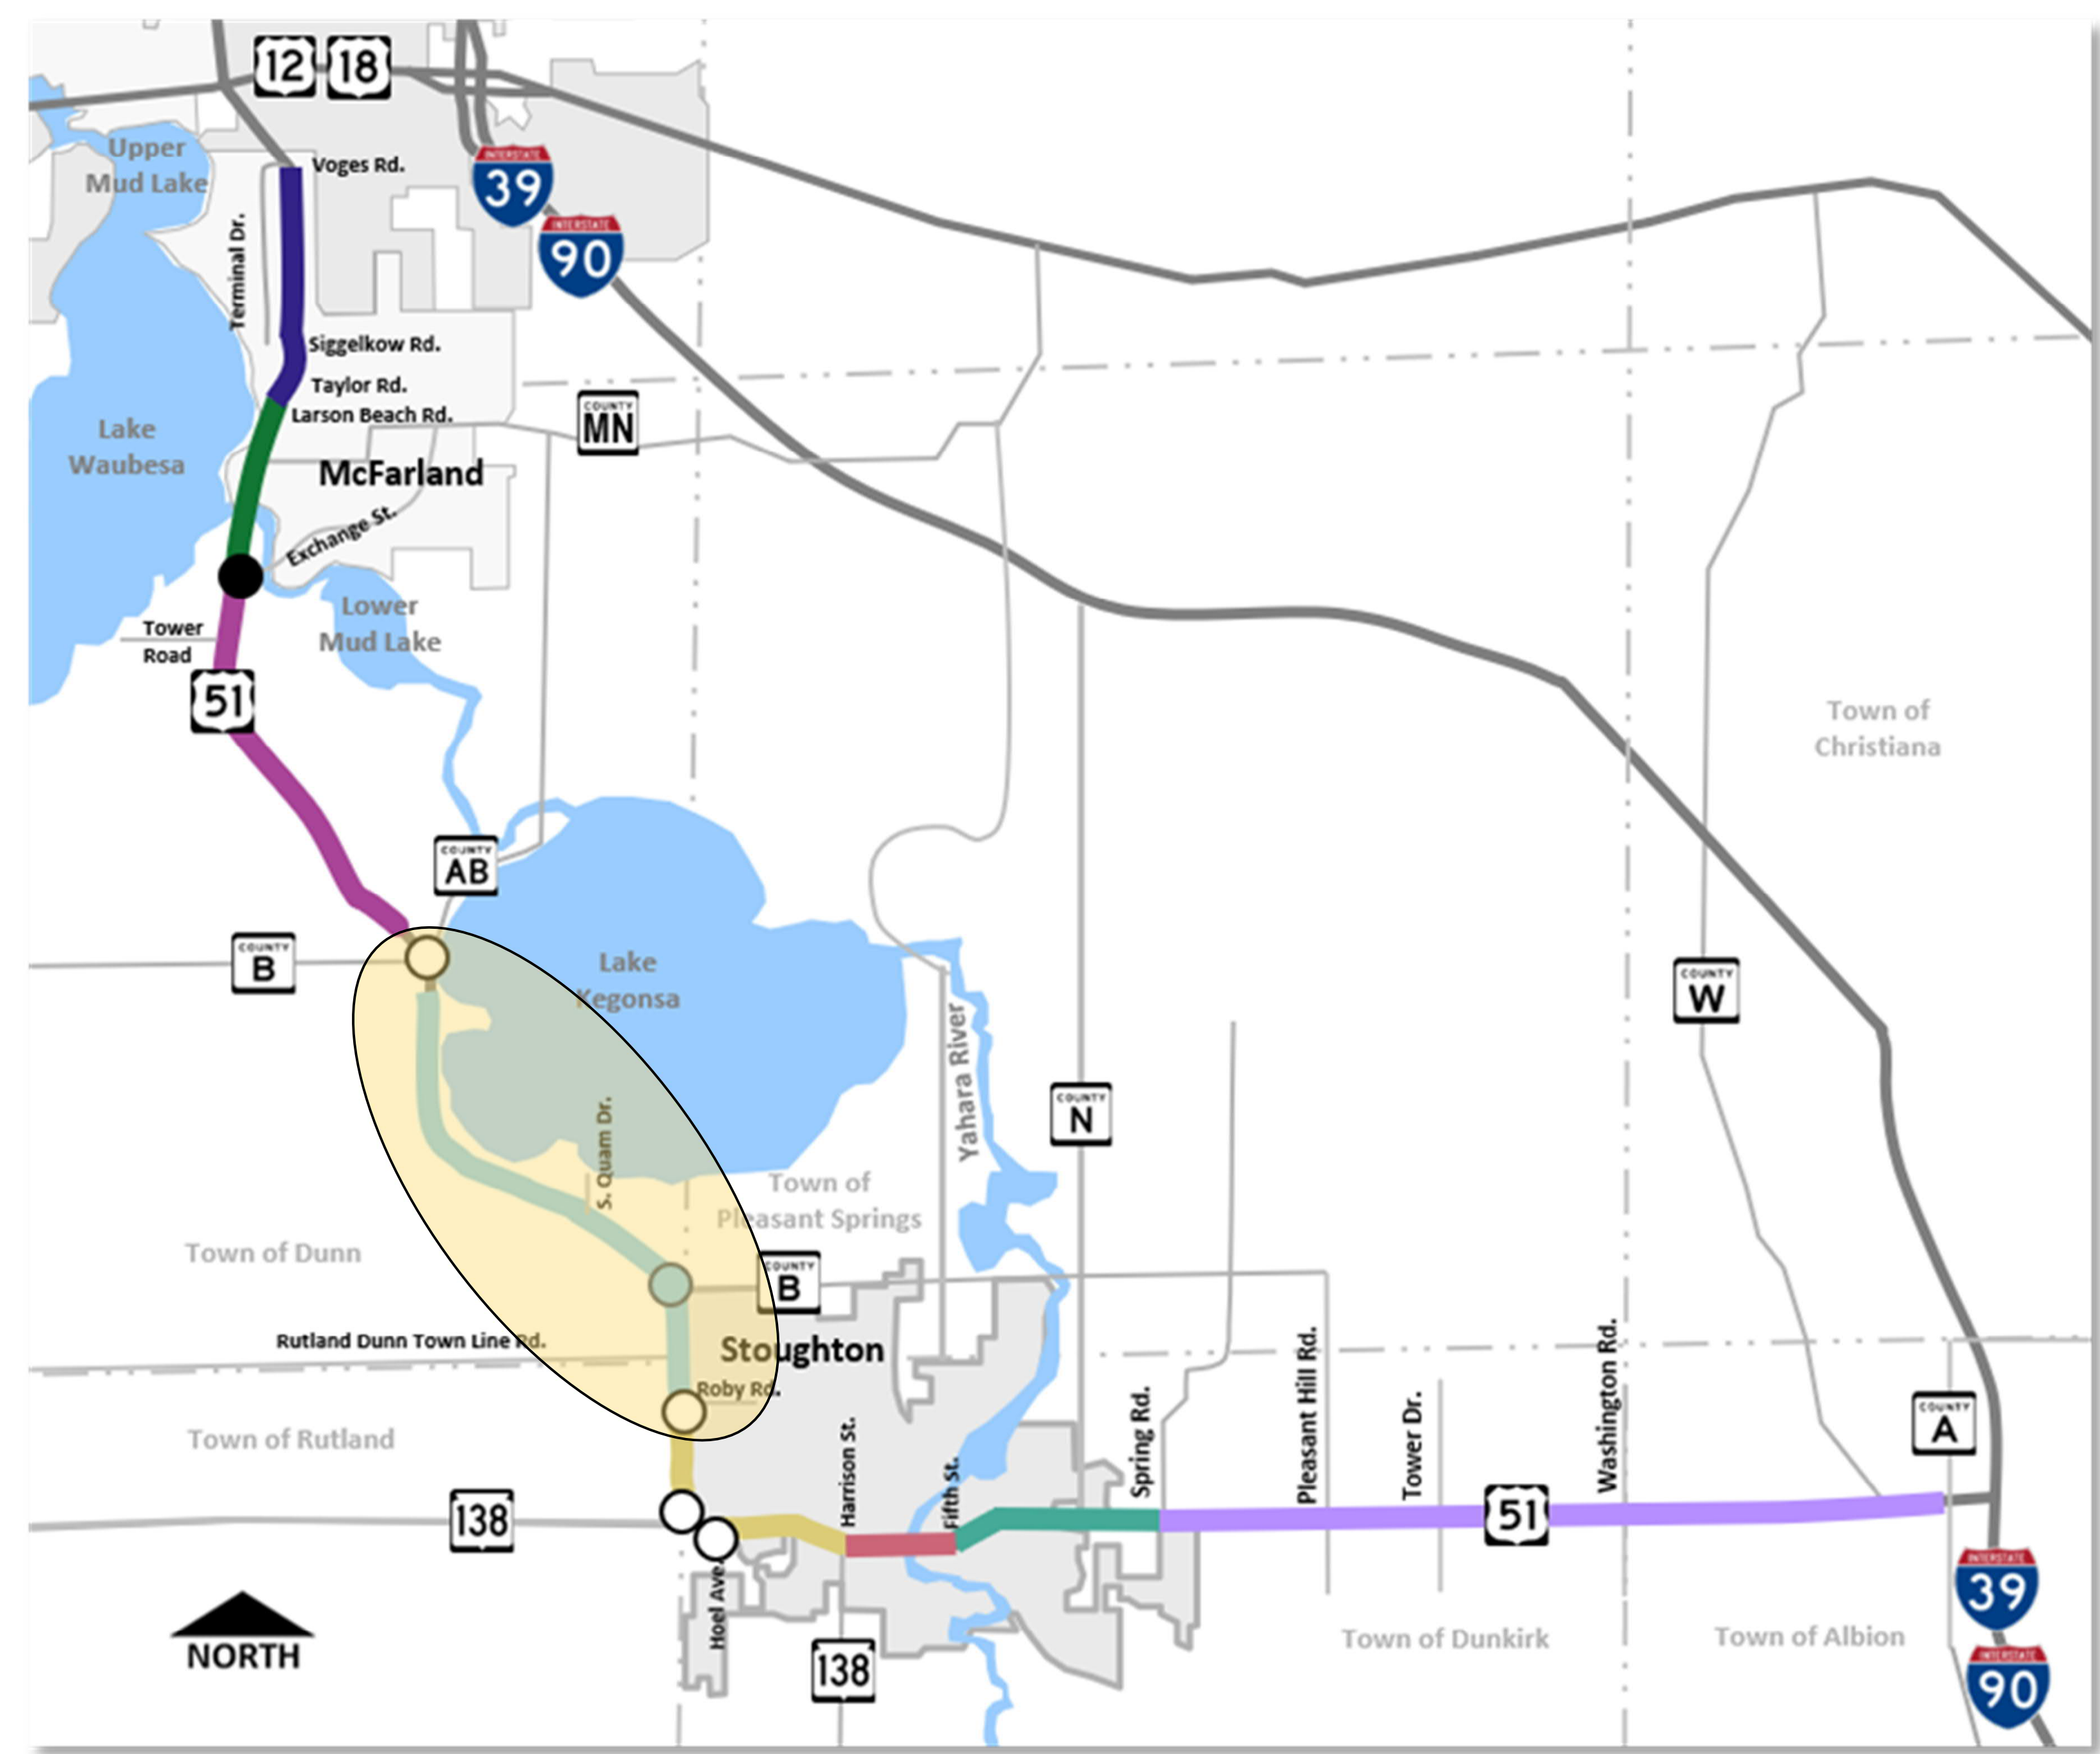 12
18
Upper
Mud Lake
Voges Rd.
INTERSTATE
39
INTERSTATE
90
Terminal Dr.
Siggelkow Rd.
Taylor Rd.
Larson Beach Rd.
COUNTY
MN
Lake
Waubesa
McFarland
Exchange St.
Lower
Mud Lake
Tower
Road
51
Town of
Christiana
COUNTY
AB
COUNTY
B
Lake
Kegonsa
COUNTY
W
Yahara River
COUNTY
N
S. Quam Dr.
Town of
Pleasant Springs
Town of Dunn
COUNTY
B
Rutland Dunn Town Line Rd.
Stoughton
Roby Rd.
Town of Rutland
Harrison St.
Fifth St.
Spring Rd.
Pleasant Hill Rd.
Tower Dr.
Washington Rd.
COUNTY
A
138
51
Hoel Ave.
NORTH
138
Town of Dunkirk
Town of Albion
INTERSTATE
39
INTERSTATE
90